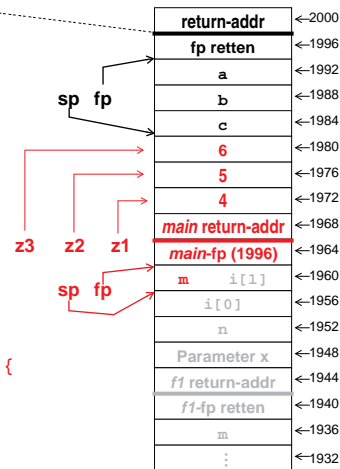 return-addr ←2000
fp retten ←1996
a ←1992
sp fp b ←1988
c ←1984
6 ←1980
5 ←1976
4 ←1972
main return-addr ←1968
z3 z2 z1 main-fp (1996) ←1964
m i[1] ←1960
sp fp i[0] ←1956
n ←1952
Parameter x ←1948
{ f1 return-addr ←1944
f1-fp retten ←1940
m ←1936
⋮ ←1932